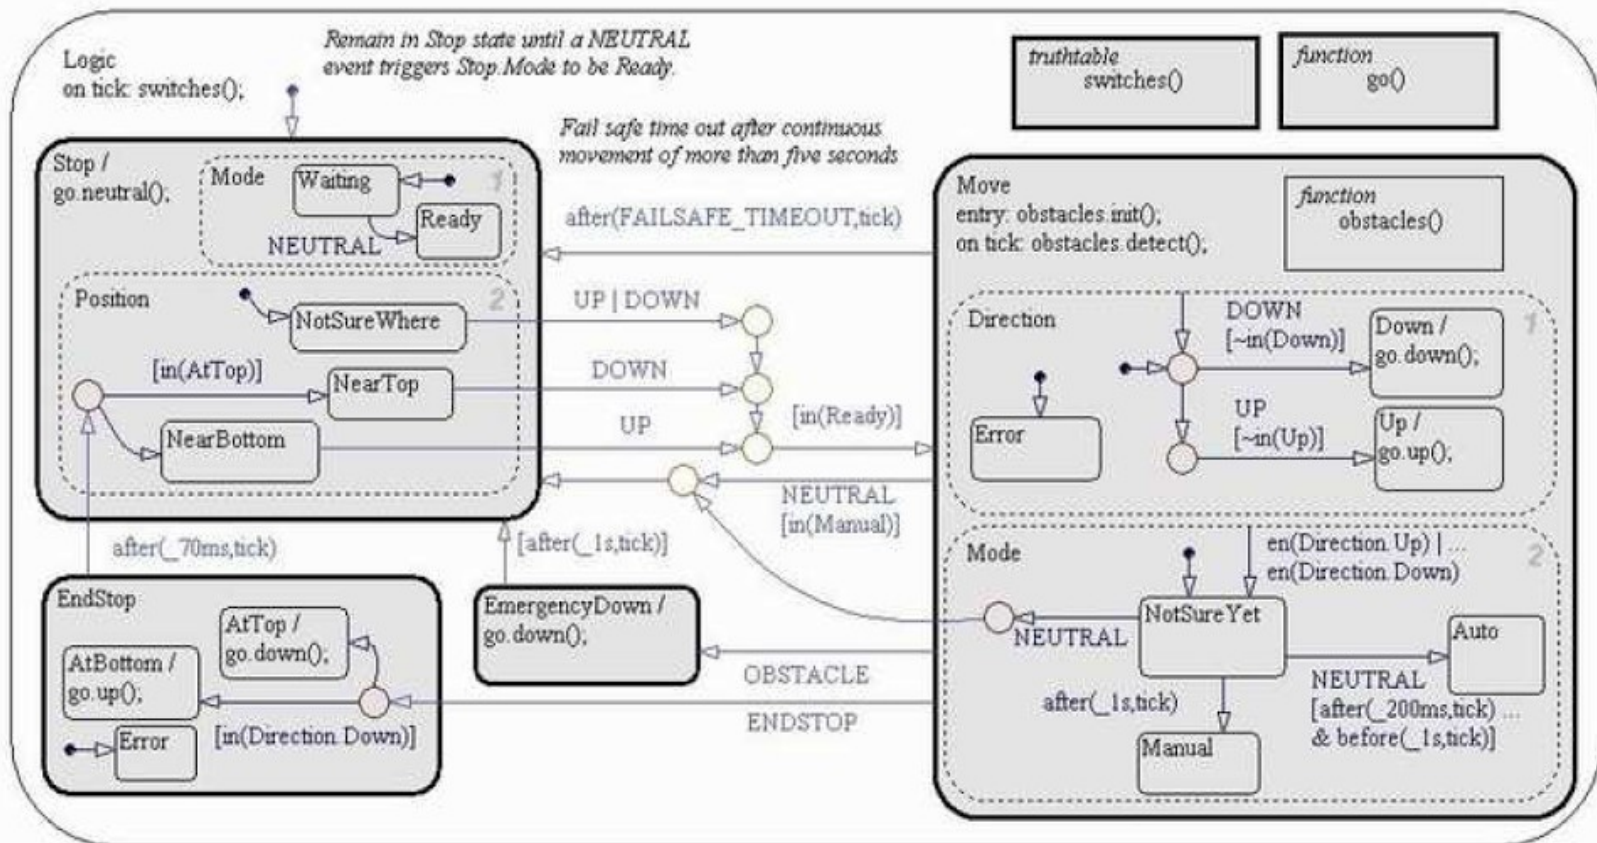 Logic
on tick: switches();
Remain in Stop state until a NEUTRAL
event triggers Stop.Mode to be Ready.
truthtable
switches()
function
go()
Fail safe time out after continuous
movement of more than five seconds
Stop /
go.neutral();
Mode
1
Waiting
Ready
NEUTRAL
Position
2
NotSureWhere
[in(AtTop)]
NearTop
NearBottom
after(FAILSAFE_TIMEOUT,tick)
UP | DOWN
DOWN
UP
[in(Ready)]
NEUTRAL
[in(Manual)]
Move
entry: obstacles.init();
on tick: obstacles.detect();
function
obstacles()
Direction
1
DOWN
[~in(Down)]
Down /
go.down();
UP
[~in(Up)]
Up /
go.up();
Error
Mode
2
en(Direction.Up) | ...
en(Direction.Down)
NotSureYet
NEUTRAL
Auto
NEUTRAL
[after(_200ms,tick) ...
& before(_1s,tick)]
after(_1s,tick)
Manual
after(_70ms,tick)
[after(_1s,tick)]
EndStop
AtTop /
go.down();
AtBottom /
go.up();
Error
[in(Direction.Down)]
EmergencyDown /
go.down();
OBSTACLE
ENDSTOP